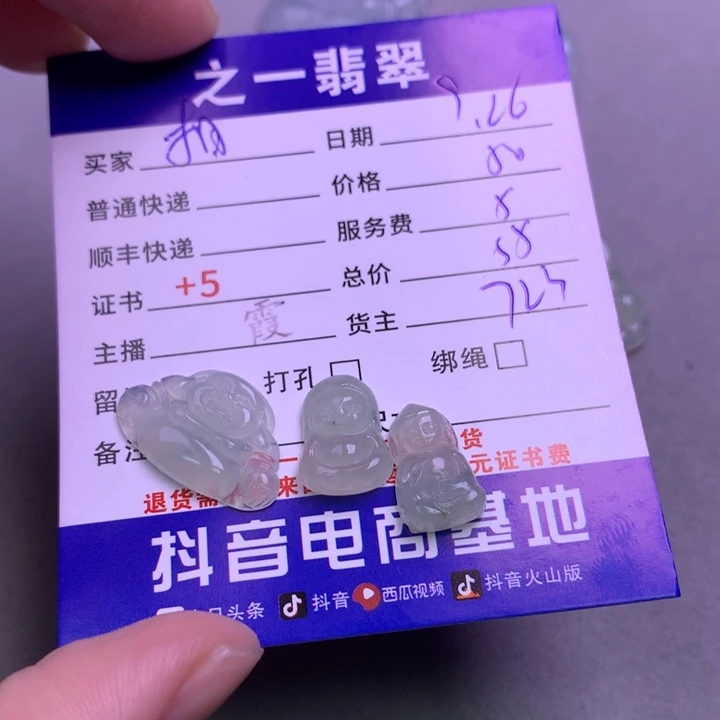 之一翡翠
买家 日期 9.26
普通快递 价格 50
顺丰快递 服务费 8
证书 +5 总价 58
主播 霞 货主 723
留 打孔 绑绳
备注
货
退货需 来 元证书费
抖音电商基地
头条 抖音 西瓜视频 抖音火山版